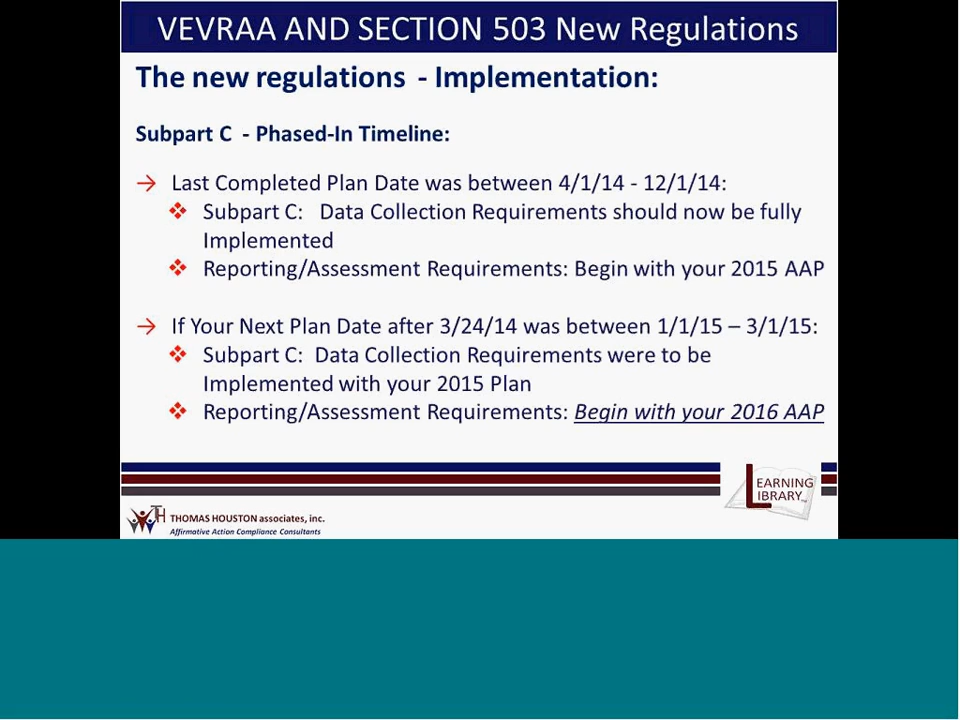 VEVRAA AND SECTION 503 New Regulations
The new regulations - Implementation:
Subpart C - Phased-In Timeline:
→ Last Completed Plan Date was between 4/1/14 - 12/1/14:
❖ Subpart C: Data Collection Requirements should now be fully
Implemented
❖ Reporting/Assessment Requirements: Begin with your 2015 AAP
→ If Your Next Plan Date after 3/24/14 was between 1/1/15 – 3/1/15:
❖ Subpart C: Data Collection Requirements were to be
Implemented with your 2015 Plan
❖ Reporting/Assessment Requirements: Begin with your 2016 AAP
LEARNING
LIBRARY
TH THOMAS HOUSTON associates, inc.
Affirmative Action Compliance Consultants